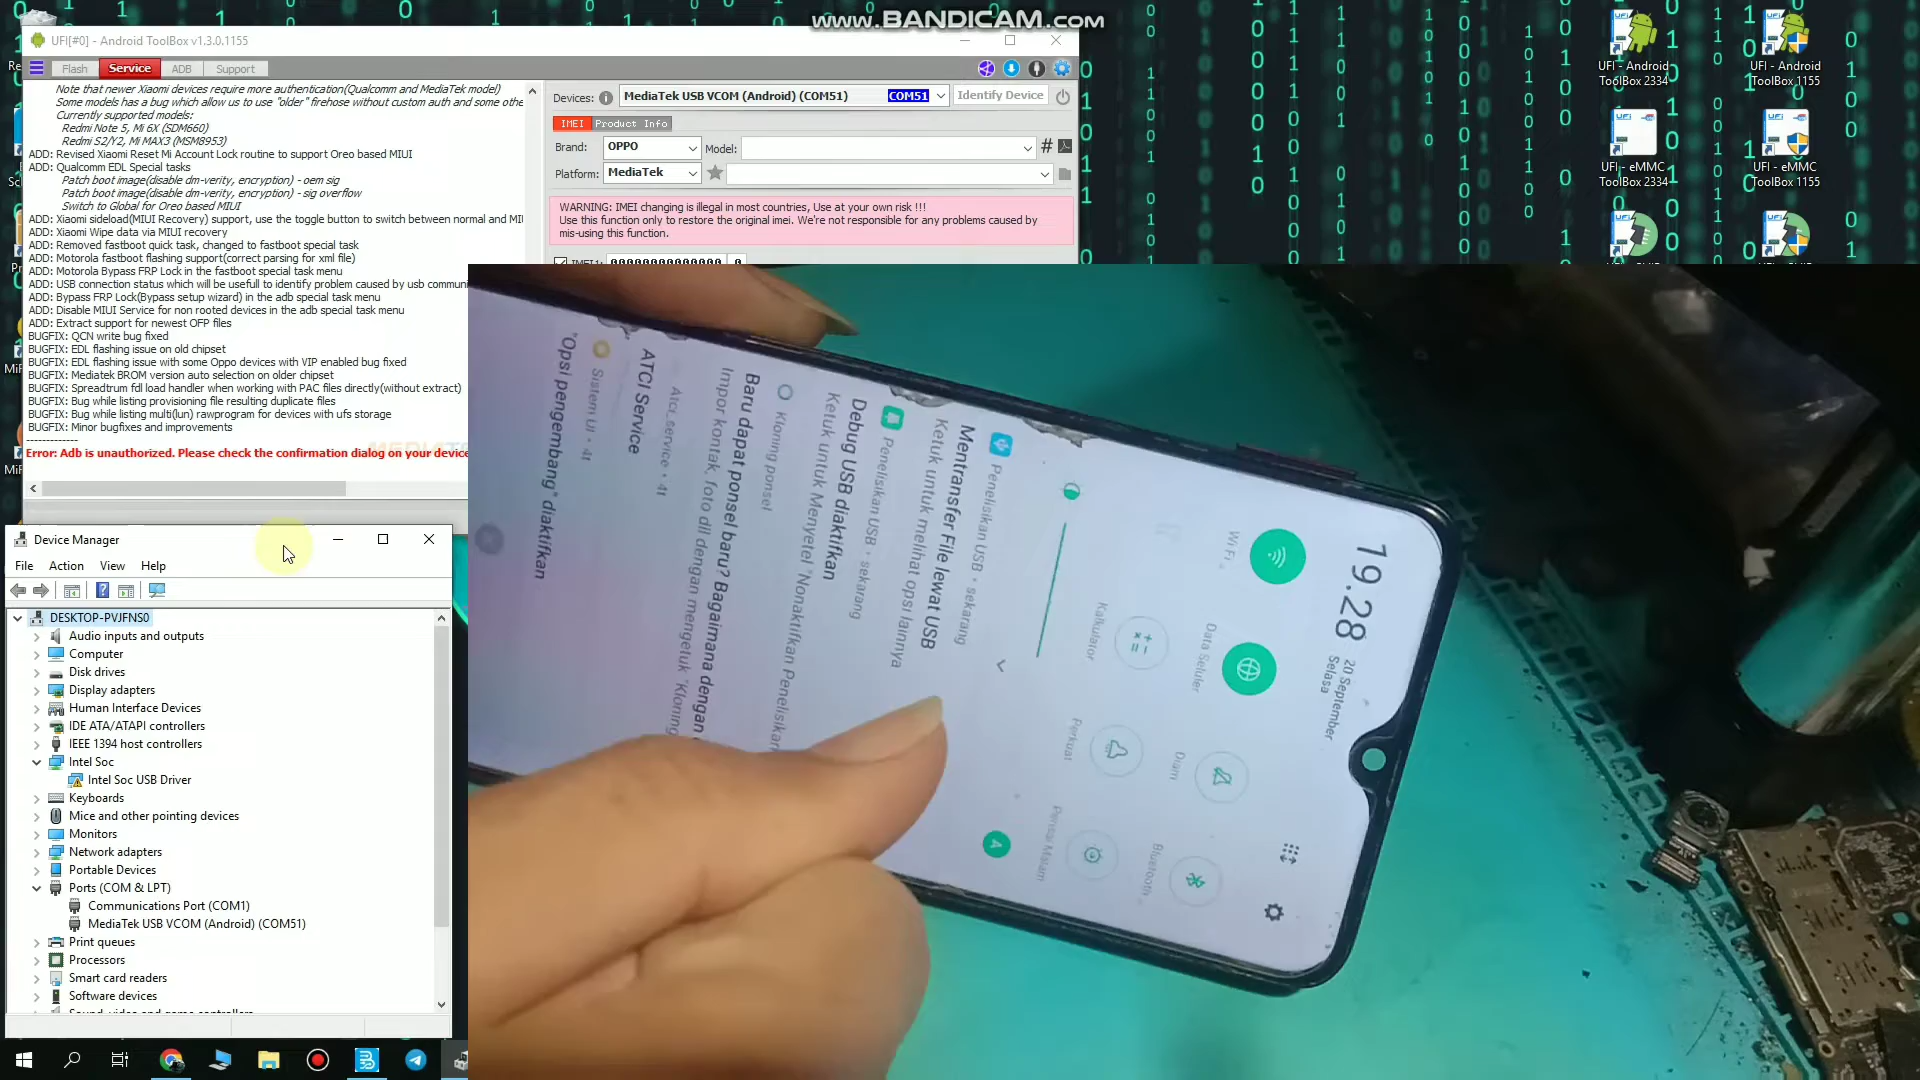 WWW.BANDICAM.COM
UFI[#0] - Android ToolBox v1.3.0.1155
Flash Service ADB Support
Note that newer Xiaomi devices require more authentication(Qualcomm and MediaTek model)
Some models has a bug which allow us to use "older" firehose without custom auth and some othe
Currently supported models:
Redmi Note 5, Mi 6X (SDM660)
Redmi S2/Y2, Mi MAX3 (MSM8953)
ADD: Revised Xiaomi Reset Mi Account Lock routine to support Oreo based MIUI
ADD: Qualcomm EDL Special tasks
Patch boot image(disable dm-verity, encryption) - oem sig
Patch boot image(disable dm-verity, encryption) - sig overflow
Switch to Global for Oreo based MIUI
ADD: Xiaomi sideload(MIUI Recovery) support, use the toggle button to switch between normal and MI
ADD: Xiaomi Wipe data via MIUI recovery
ADD: Removed fastboot quick task, changed to fastboot special task
ADD: Motorola fastboot flashing support(correct parsing for xml file)
ADD: Motorola Bypass FRP Lock in the fastboot special task menu
ADD: USB connection status which will be usefull to identify problem caused by usb communi
ADD: Bypass FRP Lock(Bypass setup wizard) in the adb special task menu
ADD: Disable MIUI Service for non rooted devices in the adb special task menu
ADD: Extract support for newest OFP files
BUGFIX: QCN write bug fixed
BUGFIX: EDL flashing issue on old chipset
BUGFIX: EDL flashing issue with some Oppo devices with VIP enabled bug fixed
BUGFIX: Mediatek BROM version auto selection on older chipset
BUGFIX: Spreadtrum fdl load handler when working with PAC files directly(without extract)
BUGFIX: Bug while listing provisioning file resulting duplicate files
BUGFIX: Bug while listing multi(lun) rawprogram for devices with ufs storage
BUGFIX: Minor bugfixes and improvements
-------------
Error: Adb is unauthorized. Please check the confirmation dialog on your device
Devices: MediaTek USB VCOM (Android) (COM51) COM51 Identify Device
IMEI Product Info
Brand: OPPO Model: #
Platform: MediaTek
WARNING: IMEI changing is illegal in most countries, Use at your own risk !!!
Use this function only to restore the original imei. We're not responsible for any problems caused by
mis-using this function.
UFI - Android
ToolBox 2334
UFI - Android
ToolBox 1155
UFI - eMMC
ToolBox 2334
UFI - eMMC
ToolBox 1155
Device Manager
File Action View Help
DESKTOP-PVJFNS0
Audio inputs and outputs
Computer
Disk drives
Display adapters
Human Interface Devices
IDE ATA/ATAPI controllers
IEEE 1394 host controllers
Intel Soc
Intel Soc USB Driver
Keyboards
Mice and other pointing devices
Monitors
Network adapters
Portable Devices
Ports (COM & LPT)
Communications Port (COM1)
MediaTek USB VCOM (Android) (COM51)
Print queues
Processors
Smart card readers
Software devices
19.28
20 September
Selasa
Wi Fi
Data Seluler
Diam
Bluetooth
Kalkulator
Perkuat
Perisai Malam
A
Penelisikan USB • sekarang
Mentransfer File lewat USB
Ketuk untuk melihat opsi lainnya
Penelisikan USB • sekarang
Debug USB diaktifkan
Ketuk untuk Menyetel "Nonaktifkan Penelisikan
Kloning ponsel
Baru dapat ponsel baru? Bagaimana dengan
Impor kontak, foto dll dengan mengetuk "Kloning
Atci_service • 4t
ATCI Service
Sistem UI • 4t
"Opsi pengembang" diaktifkan